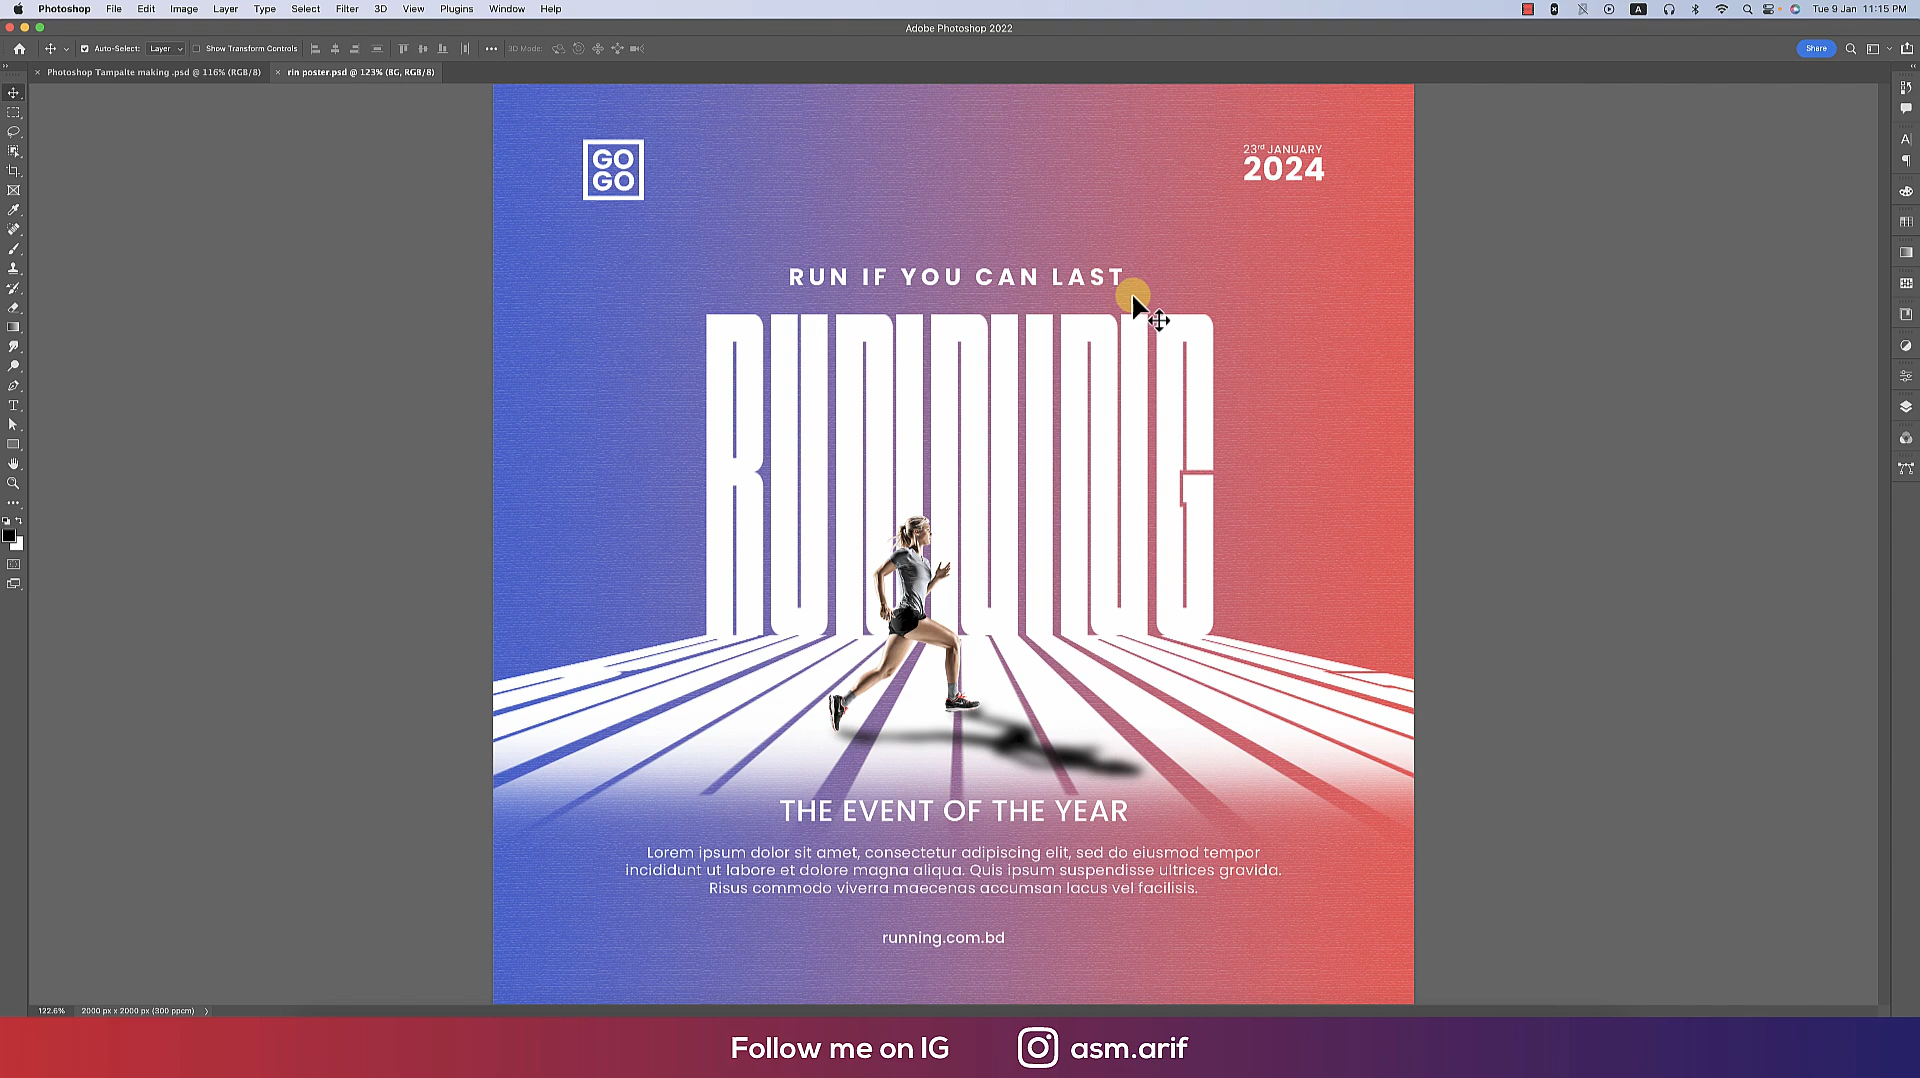 Photoshop File Edit Image Layer Type Select Filter 3D View Plugins Window Help
A Tue 9 Jan 11:15 PM
Adobe Photoshop 2022
Auto-Select: Layer Show Transform Controls 3D Mode: Share
Photoshop Tampalte making .psd @ 116% (RGB/8) rin poster.psd @ 123% (BG, RGB/8)
GO
GO
23rd JANUARY
2024
RUN IF YOU CAN LAST
RUNNING
THE EVENT OF THE YEAR
Lorem ipsum dolor sit amet, consectetur adipiscing elit, sed do eiusmod tempor
incididunt ut labore et dolore magna aliqua. Quis ipsum suspendisse ultrices gravida.
Risus commodo viverra maecenas accumsan lacus vel facilisis.
running.com.bd
122.6% 2000 px x 2000 px (300 ppcm)
Follow me on IG asm.arif